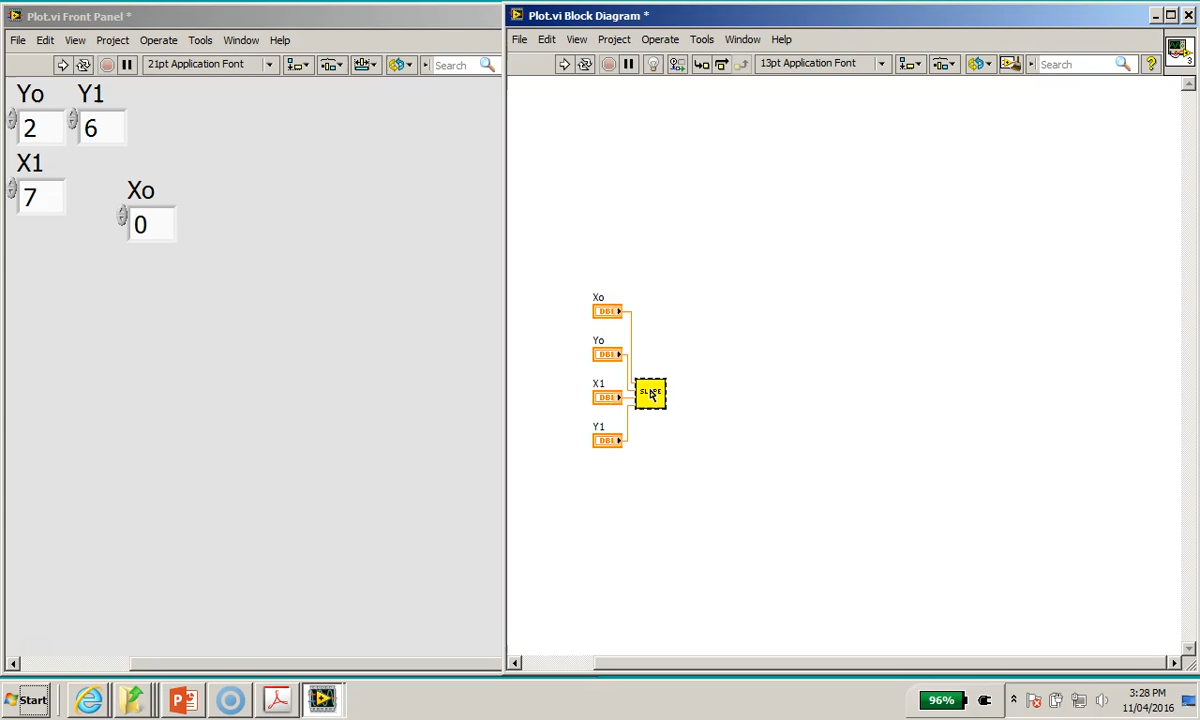 Plot.vi Front Panel *
File Edit View Project Operate Tools Window Help
21pt Application Font
Search
Yo Y1
2 6
X1
7
Xo
0
Plot.vi Block Diagram *
File Edit View Project Operate Tools Window Help
13pt Application Font
Search
?
3
Xo
DBL
Yo
DBL
X1
DBL
Y1
DBL
Start
96%
3:28 PM
11/04/2016